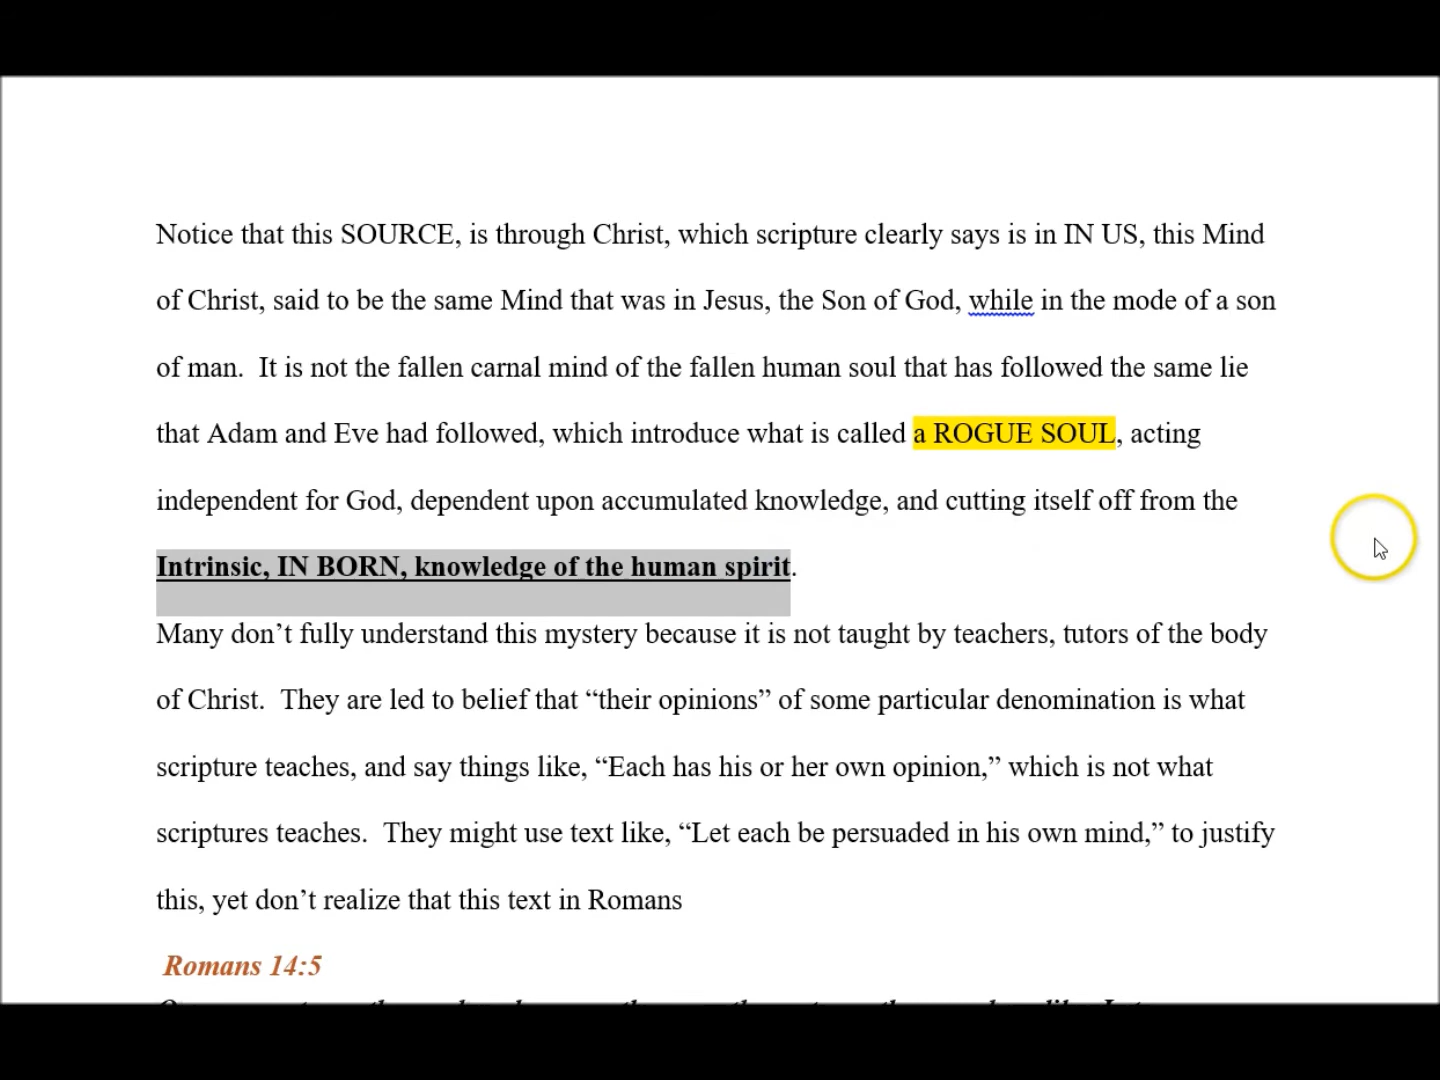 Notice that this SOURCE, is through Christ, which scripture clearly says is in IN US, this Mind
of Christ, said to be the same Mind that was in Jesus, the Son of God, while in the mode of a son
of man.  It is not the fallen carnal mind of the fallen human soul that has followed the same lie
that Adam and Eve had followed, which introduce what is called a ROGUE SOUL, acting
independent for God, dependent upon accumulated knowledge, and cutting itself off from the
Intrinsic, IN BORN, knowledge of the human spirit.
Many don’t fully understand this mystery because it is not taught by teachers, tutors of the body
of Christ.  They are led to belief that “their opinions” of some particular denomination is what
scripture teaches, and say things like, “Each has his or her own opinion,” which is not what
scriptures teaches.  They might use text like, “Let each be persuaded in his own mind,” to justify
this, yet don’t realize that this text in Romans
Romans 14:5